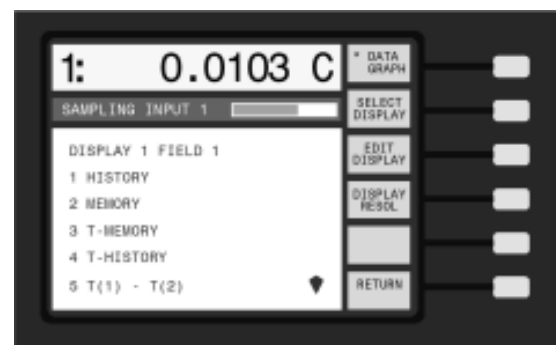 1: 0.0103 C
SAMPLING INPUT 1
DISPLAY 1 FIELD 1
1 HISTORY
2 MEMORY
3 T-MEMORY
4 T-HISTORY
5 T(1) - T(2)
* DATA
GRAPH
SELECT
DISPLAY
EDIT
DISPLAY
DISPLAY
RESOL
RETURN